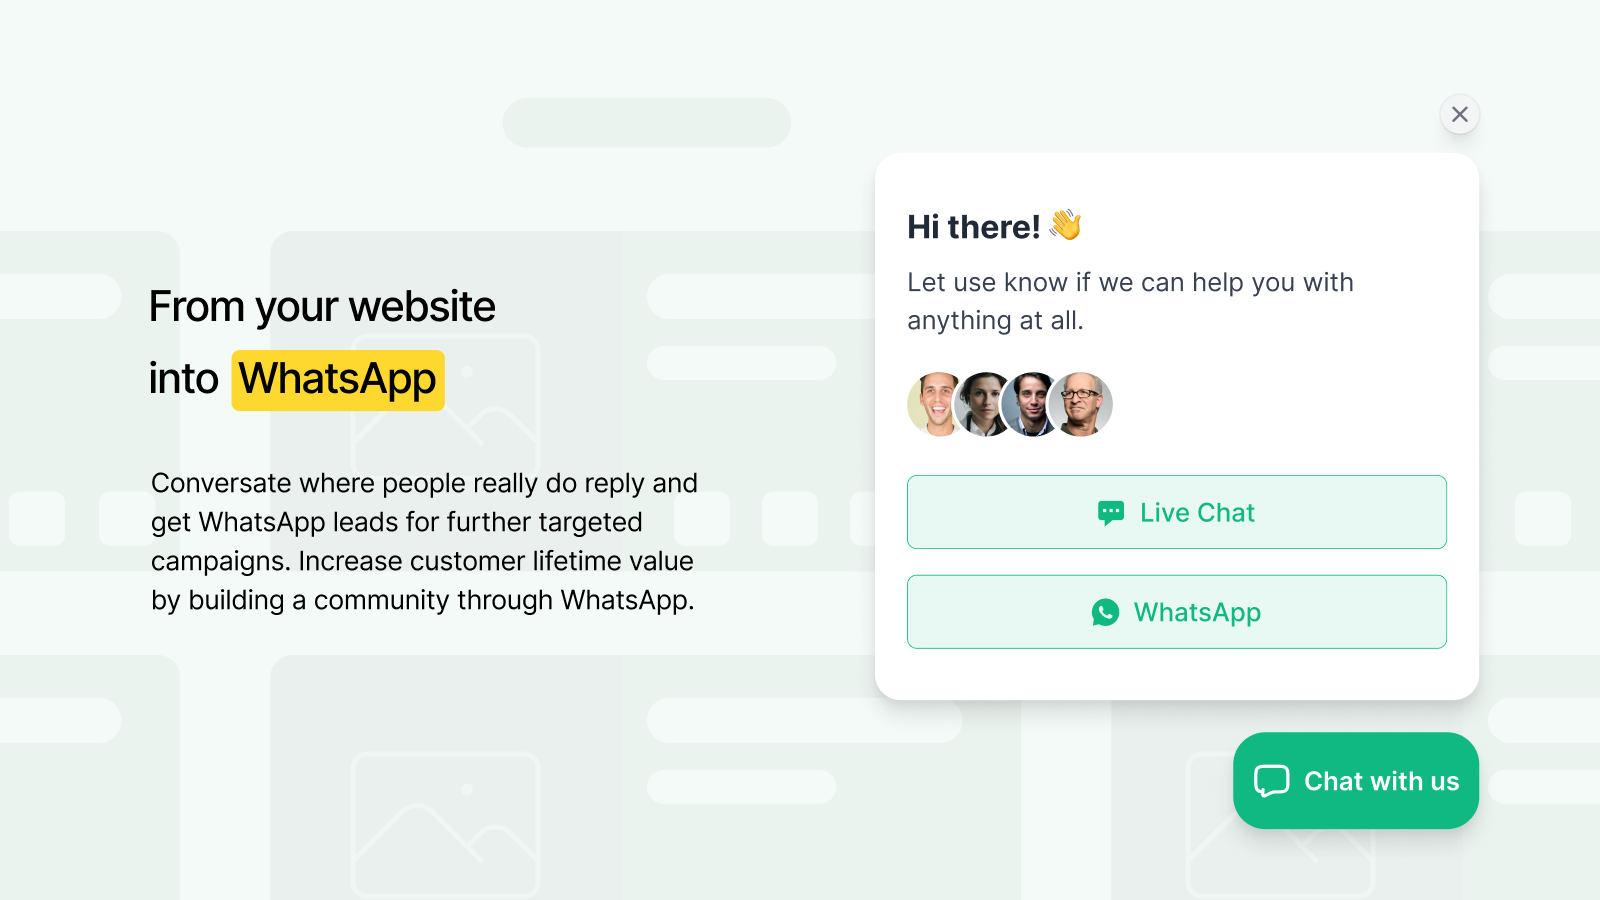 From your website
into WhatsApp
Conversate where people really do reply and
get WhatsApp leads for further targeted
campaigns. Increase customer lifetime value
by building a community through WhatsApp.
Hi there! 👋
Let use know if we can help you with
anything at all.
Live Chat
WhatsApp
Chat with us